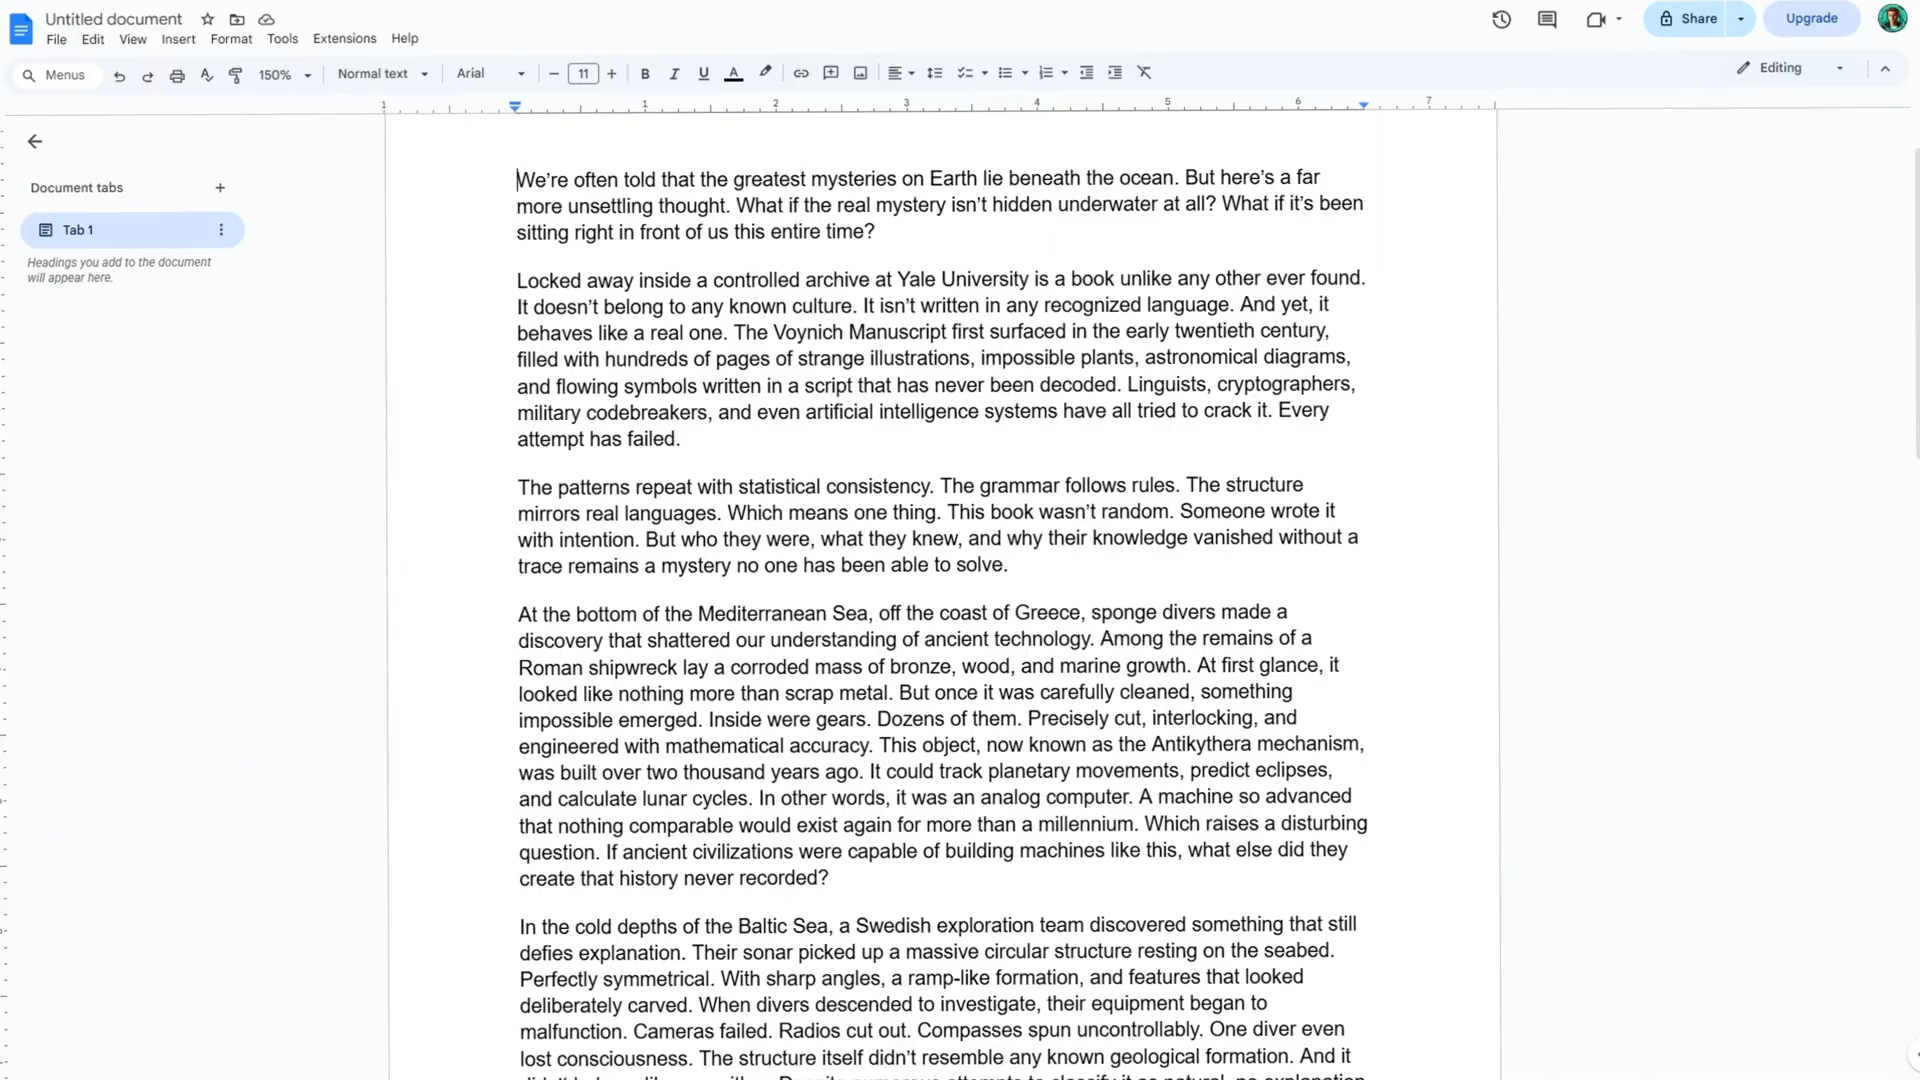 Untitled document
File Edit View Insert Format Tools Extensions Help
Share
Upgrade
Menus
150%
Normal text
Arial
11
Editing
1 1 2 3 4 5 6 7
Document tabs
Tab 1
Headings you add to the document
will appear here.
We’re often told that the greatest mysteries on Earth lie beneath the ocean. But here’s a far
more unsettling thought. What if the real mystery isn’t hidden underwater at all? What if it’s been
sitting right in front of us this entire time?
Locked away inside a controlled archive at Yale University is a book unlike any other ever found.
It doesn’t belong to any known culture. It isn’t written in any recognized language. And yet, it
behaves like a real one. The Voynich Manuscript first surfaced in the early twentieth century,
filled with hundreds of pages of strange illustrations, impossible plants, astronomical diagrams,
and flowing symbols written in a script that has never been decoded. Linguists, cryptographers,
military codebreakers, and even artificial intelligence systems have all tried to crack it. Every
attempt has failed.
The patterns repeat with statistical consistency. The grammar follows rules. The structure
mirrors real languages. Which means one thing. This book wasn’t random. Someone wrote it
with intention. But who they were, what they knew, and why their knowledge vanished without a
trace remains a mystery no one has been able to solve.
At the bottom of the Mediterranean Sea, off the coast of Greece, sponge divers made a
discovery that shattered our understanding of ancient technology. Among the remains of a
Roman shipwreck lay a corroded mass of bronze, wood, and marine growth. At first glance, it
looked like nothing more than scrap metal. But once it was carefully cleaned, something
impossible emerged. Inside were gears. Dozens of them. Precisely cut, interlocking, and
engineered with mathematical accuracy. This object, now known as the Antikythera mechanism,
was built over two thousand years ago. It could track planetary movements, predict eclipses,
and calculate lunar cycles. In other words, it was an analog computer. A machine so advanced
that nothing comparable would exist again for more than a millennium. Which raises a disturbing
question. If ancient civilizations were capable of building machines like this, what else did they
create that history never recorded?
In the cold depths of the Baltic Sea, a Swedish exploration team discovered something that still
defies explanation. Their sonar picked up a massive circular structure resting on the seabed.
Perfectly symmetrical. With sharp angles, a ramp-like formation, and features that looked
deliberately carved. When divers descended to investigate, their equipment began to
malfunction. Cameras failed. Radios cut out. Compasses spun uncontrollably. One diver even
lost consciousness. The structure itself didn’t resemble any known geological formation. And it